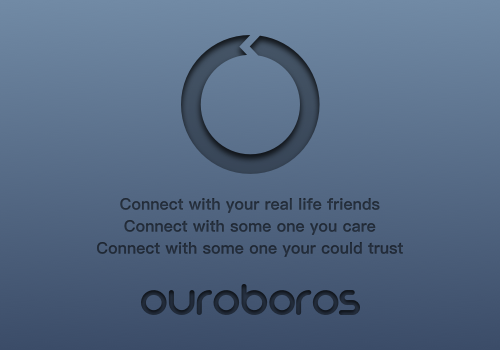 Connect with your real life friends
Connect with some one you care
Connect with some one your could trust
ouroboros